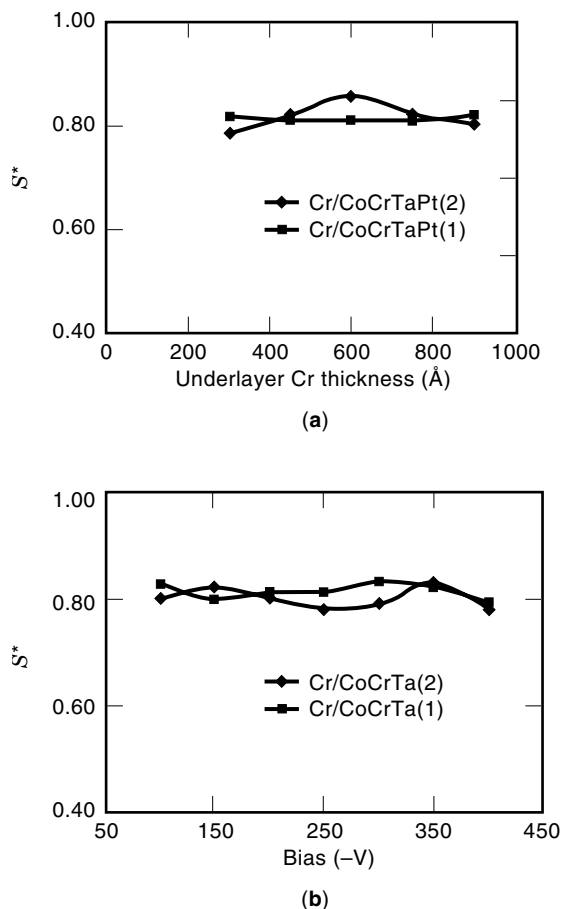 1.00
0.80
S*
Cr/CoCrTaPt(2)
Cr/CoCrTaPt(1)
0.60
0.40
0 200 400 600 800 1000
Underlayer Cr thickness (Å)
(a)
1.00
0.80
S*
Cr/CoCrTa(2)
Cr/CoCrTa(1)
0.60
0.40
50 150 250 350 450
Bias (–V)
(b)